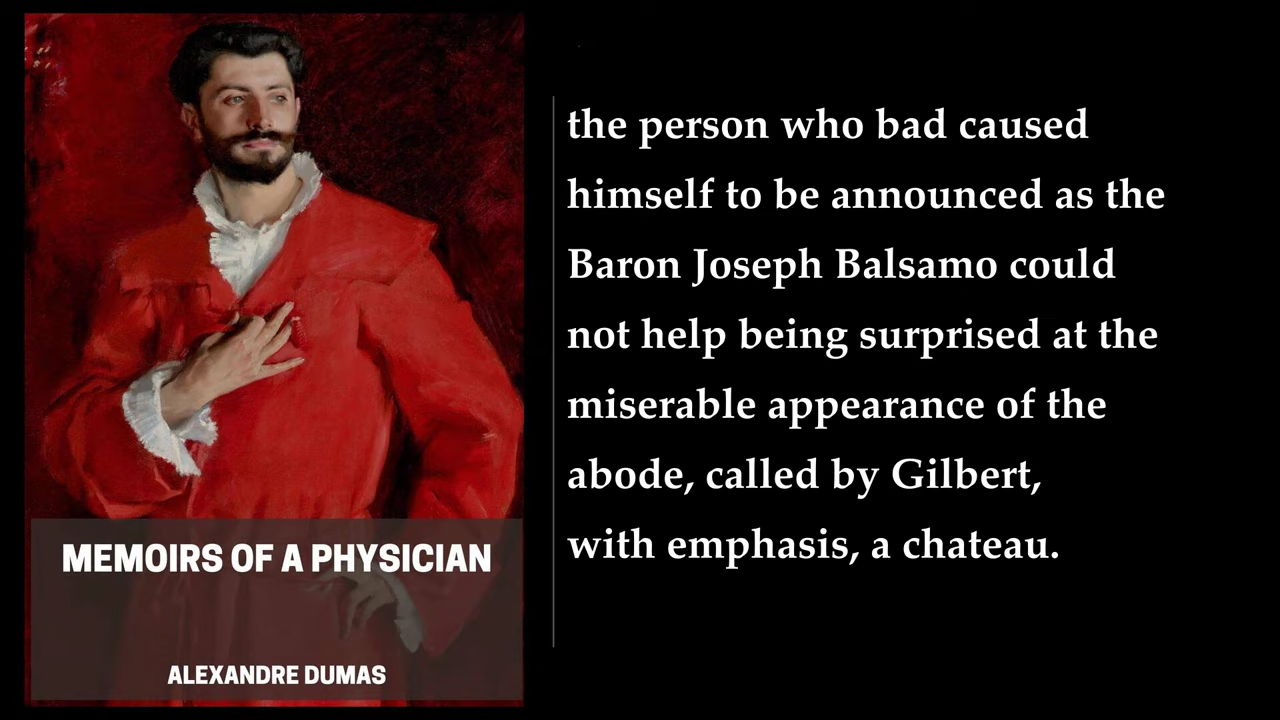 MEMOIRS OF A PHYSICIAN
ALEXANDRE DUMAS
the person who bad caused
himself to be announced as the
Baron Joseph Balsamo could
not help being surprised at the
miserable appearance of the
abode, called by Gilbert,
with emphasis, a chateau.